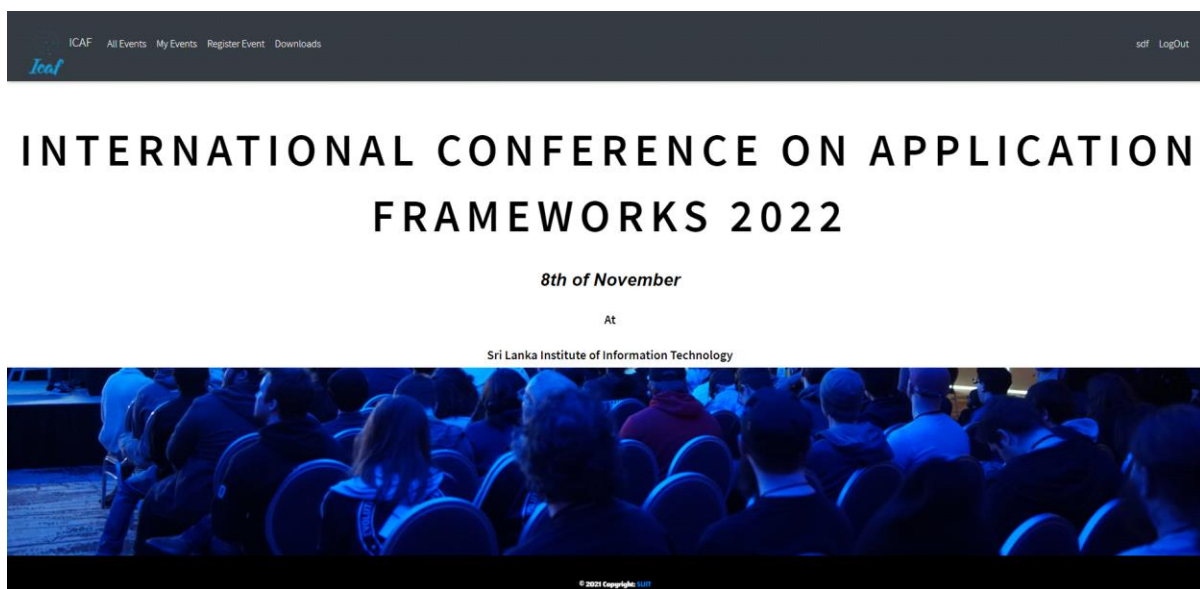 ICAF All Events My Events Register Event Downloads sdf LogOut
Icaf
INTERNATIONAL CONFERENCE ON APPLICATION
FRAMEWORKS 2022
8th of November
At
Sri Lanka Institute of Information Technology
© 2021 Copyright: SLIIT